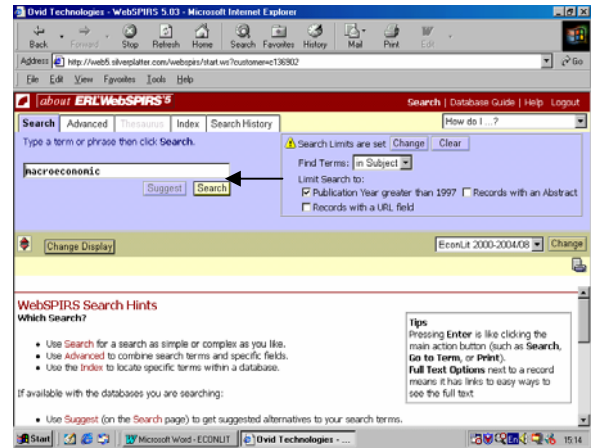 Ovid Technologies - WebSPIRS 5.03 - Microsoft Internet Explorer
Back Forward Stop Refresh Home Search Favorites History Mail Print Edit
Address http://web5.silverplatter.com/webspirs/start.ws?customer=c136902 Go
File Edit View Favorites Tools Help
about ERL WebSPIRS 5 Search | Database Guide | Help Logout
Search Advanced Thesaurus Index Search History How do I ...?
Type a term or phrase then click Search.
Search Limits are set Change Clear
Find Terms: in Subject
macroeconomic
Limit Search to:
Suggest Search
Publication Year greater than 1997 Records with an Abstract
Records with a URL field
Change Display EconLit 2000-2004/08 Change
WebSPIRS Search Hints
Which Search?
Use Search for a search as simple or complex as you like.
Use Advanced to combine search terms and specific fields.
Use the Index to locate specific terms within a database.
If available with the databases you are searching:
Use Suggest (on the Search page) to get suggested alternatives to your search terms.
Tips
Pressing Enter is like clicking the
main action button (such as Search,
Go to Term, or Print).
Full Text Options next to a record
means it has links to easy ways to
see the full text
Start Microsoft Word - ECONLIT Ovid Technologies - ... 15:14